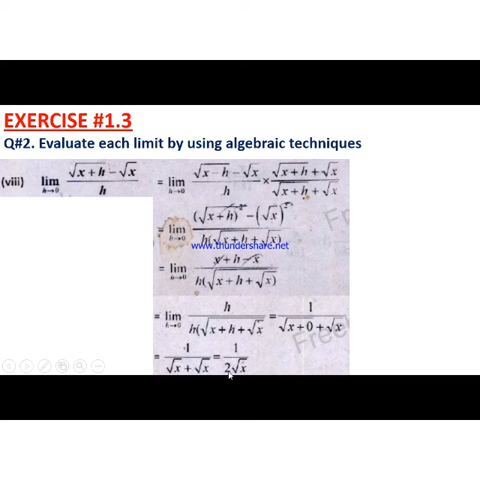 EXERCISE #1.3
Q#2. Evaluate each limit by using algebraic techniques
(viii) lim h→0 (√x+h − √x)/h = lim h→0 (√x−h − √x)/h × (√x+h + √x)/(√x+h + √x)
= lim h→0 ((√x+h)² − (√x)²)/(h(√x+h + √x))
www.thundershare.net
= lim h→0 (x+h−x)/(h(√x+h+√x))
= lim h→0 h/(h(√x+h+√x) = 1/(√x+0+√x)
= 1/(√x+√x) = 1/(2√x)